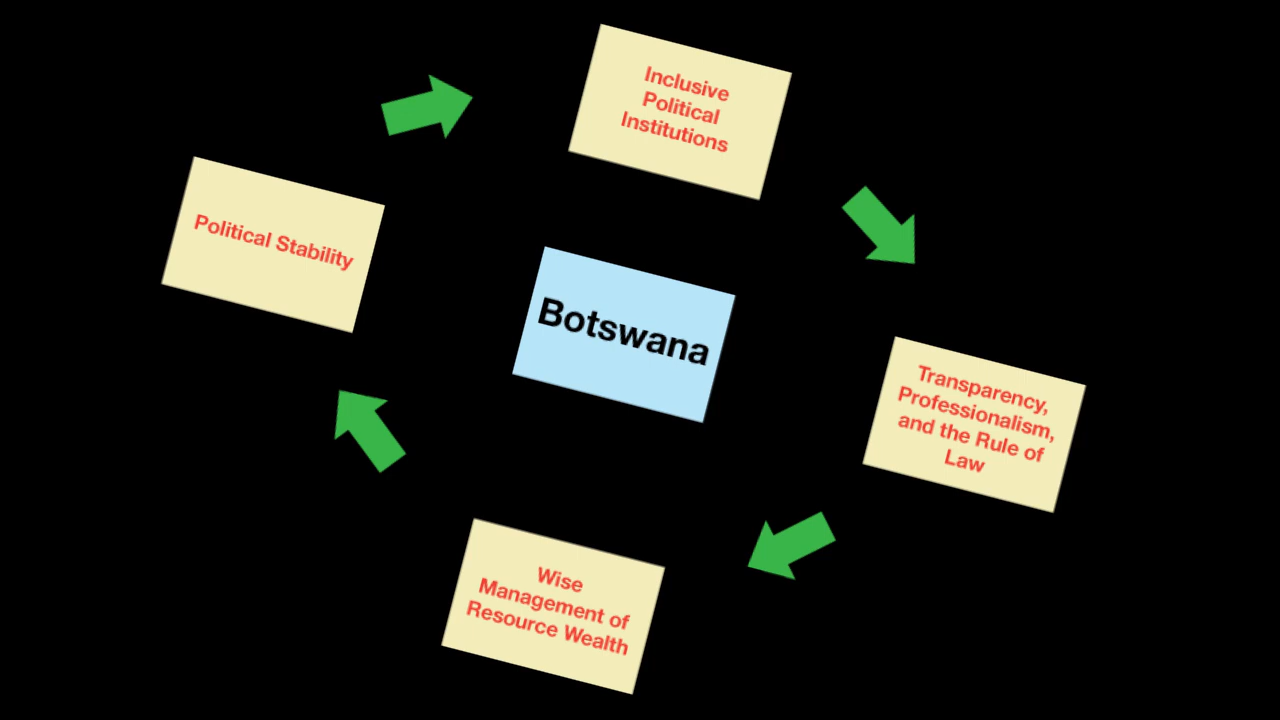 Inclusive
Political
Institutions
Political Stability
Botswana
Transparency,
Professionalism,
and the Rule of
Law
Wise
Management of
Resource Wealth